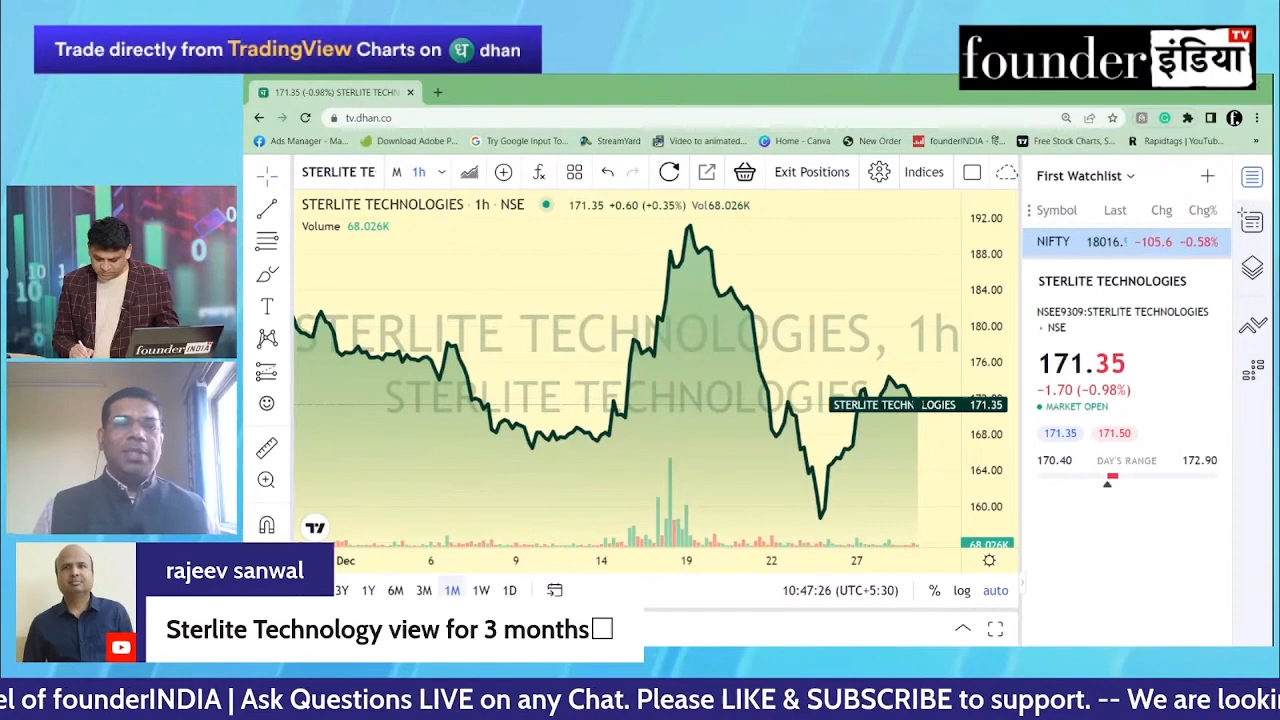 Trade directly from TradingView Charts on ध dhan
founder इंडिया TV
171.35 (-0.98%) STERLITE TECHN
tv.dhan.co
Ads Manager - Ma...
Download Adobe P...
Try Google Input To...
StreamYard
Video to animated...
Home - Canva
New Order
founderINDIA - हिं...
Free Stock Charts, S...
Rapidtags | YouTub...
STERLITE TE M 1h Exit Positions Indices
STERLITE TECHNOLOGIES · 1h · NSE 171.35 +0.60 (+0.35%) Vol68.026K
Volume 68.026K
STERLITE TECHNOLOGIES, 1h
STERLITE TECHNOLOGIES
192.00
188.00
184.00
180.00
176.00
STERLITE TECHNOLOGIES 171.35
168.00
164.00
160.00
68.026K
Dec 6 9 14 19 22 27
3Y 1Y 6M 3M 1M 1W 1D 10:47:26 (UTC+5:30) % log auto
First Watchlist
Symbol Last Chg Chg%
NIFTY 18016. -105.6 -0.58%
STERLITE TECHNOLOGIES
NSEE9309:STERLITE TECHNOLOGIES
· NSE
171.35
−1.70 (−0.98%)
MARKET OPEN
171.35 171.50
170.40 DAY'S RANGE 172.90
founder INDIA
rajeev sanwal
Sterlite Technology view for 3 months□
el of founderINDIA | Ask Questions LIVE on any Chat. Please LIKE & SUBSCRIBE to support. -- We are looki